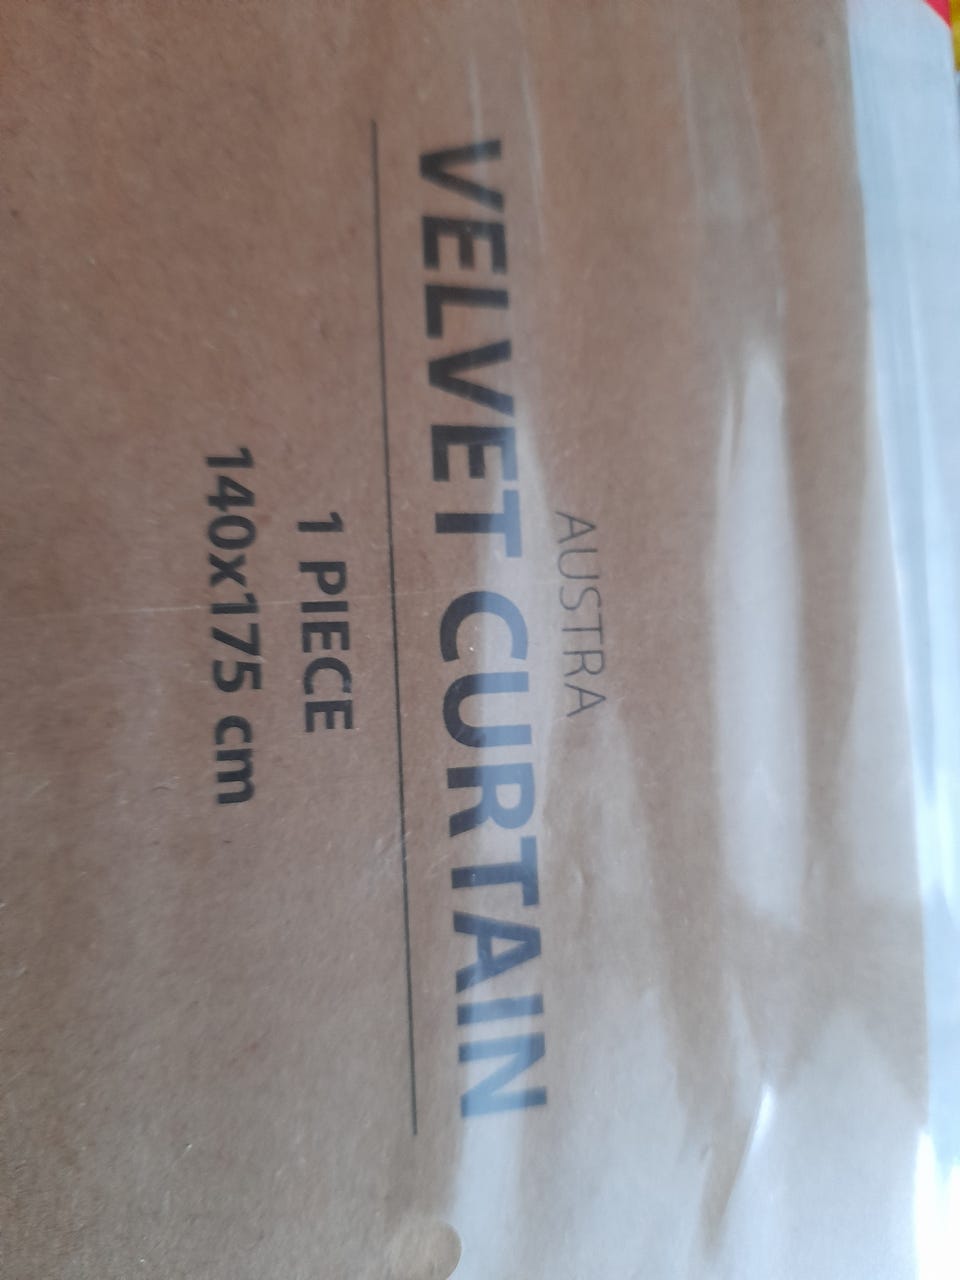 AUSTRA
VELVET CURTAIN
1 PIECE
140x175 cm